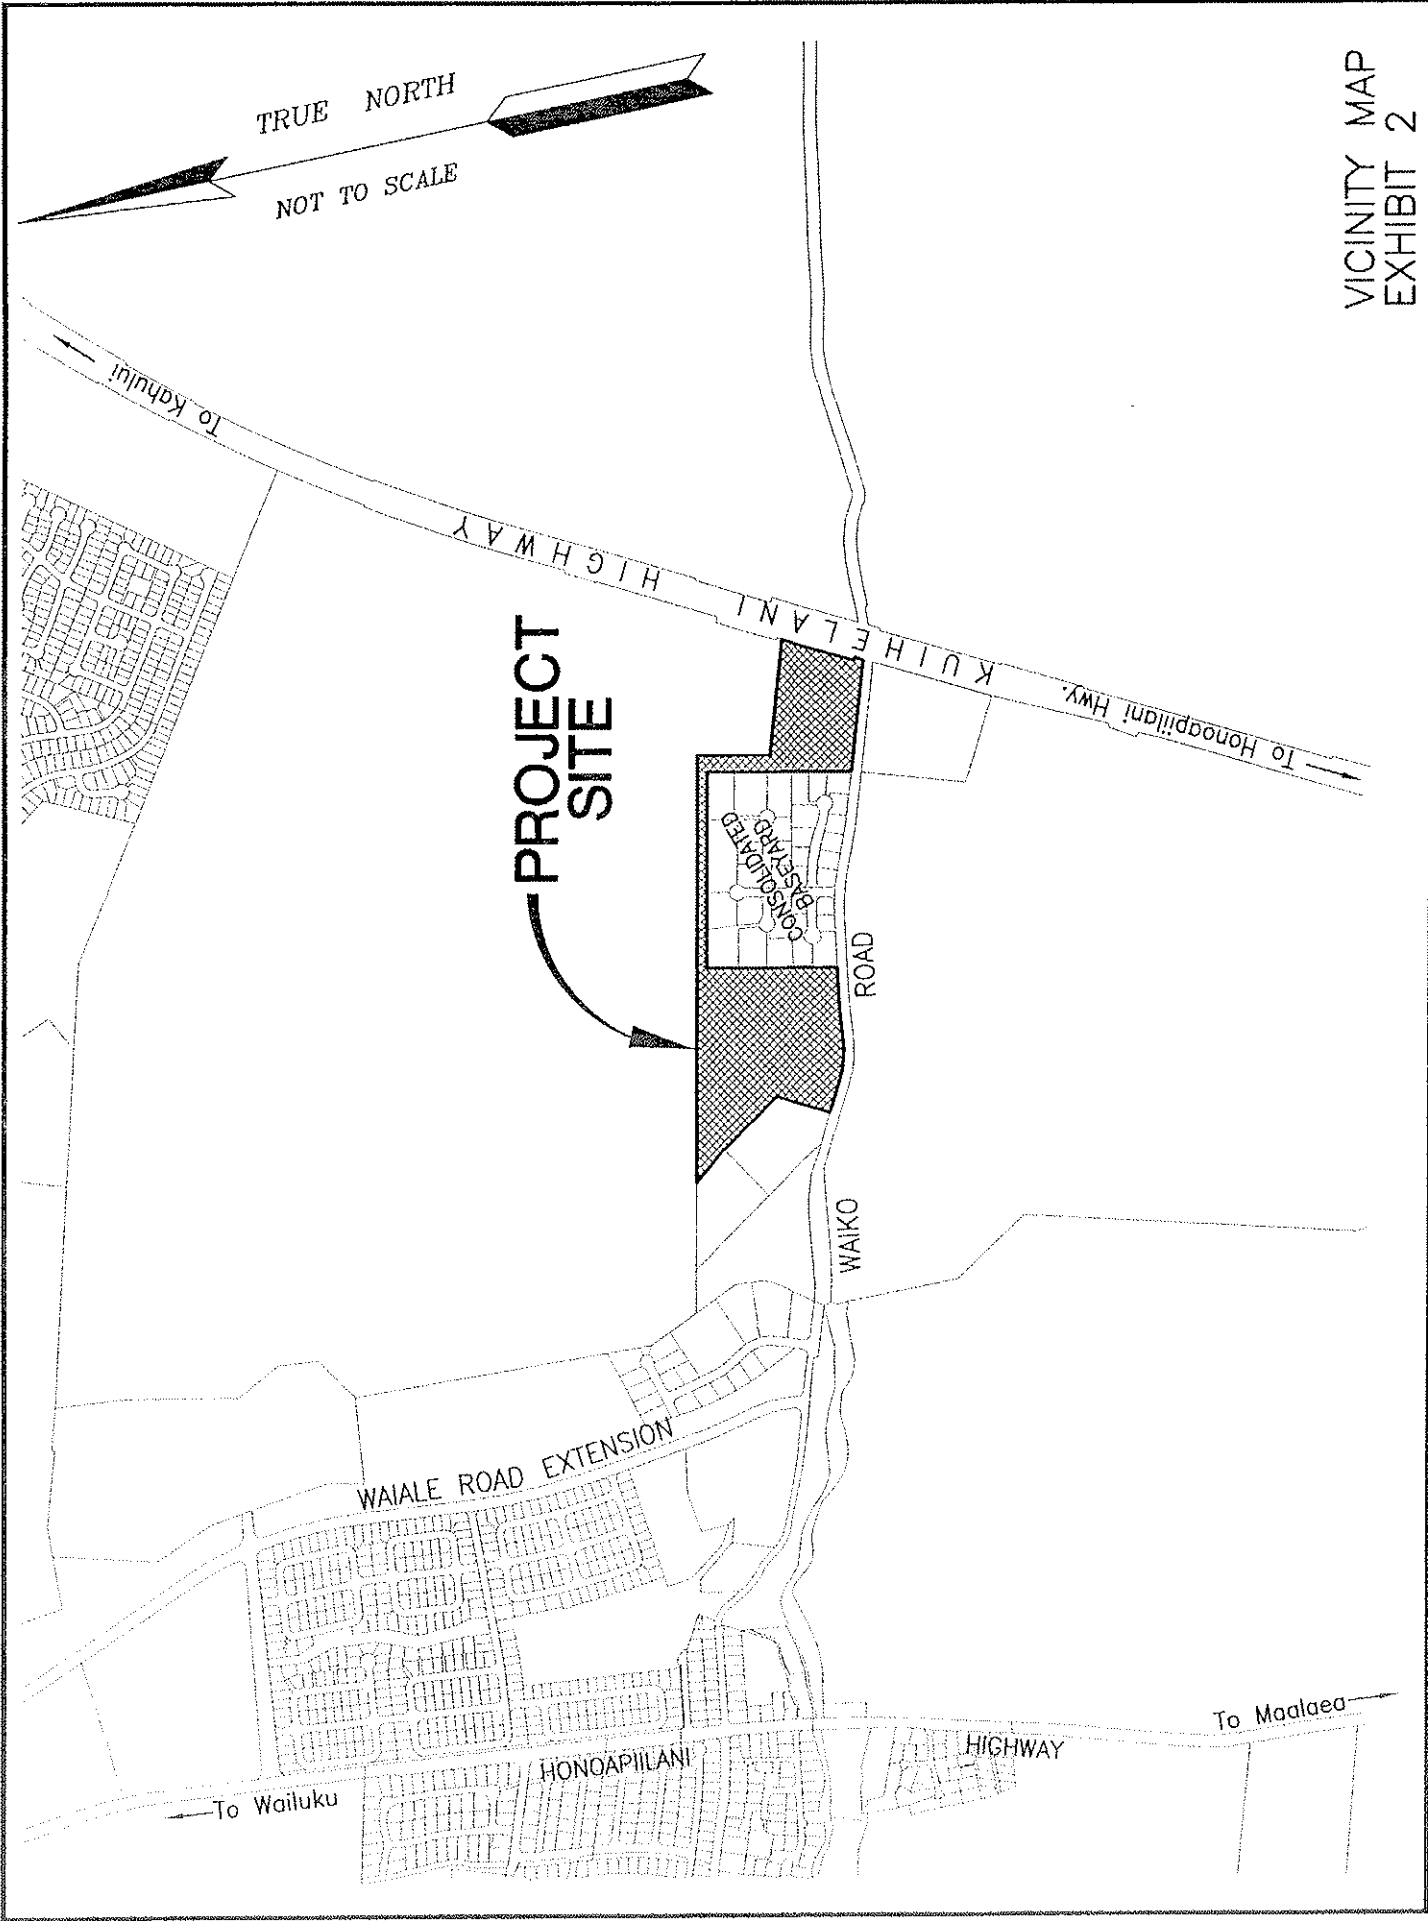 TRUE NORTH
NOT TO SCALE
VICINITY MAP
EXHIBIT 2
To Kahului
KUIHELANI HIGHWAY
To Honoapiilani Hwy.
PROJECT
SITE
CONSOLIDATED
BASEYARD
WAIKO ROAD
WAIALE ROAD EXTENSION
To Wailuku
HONOAPIILANI HIGHWAY
To Maalaea